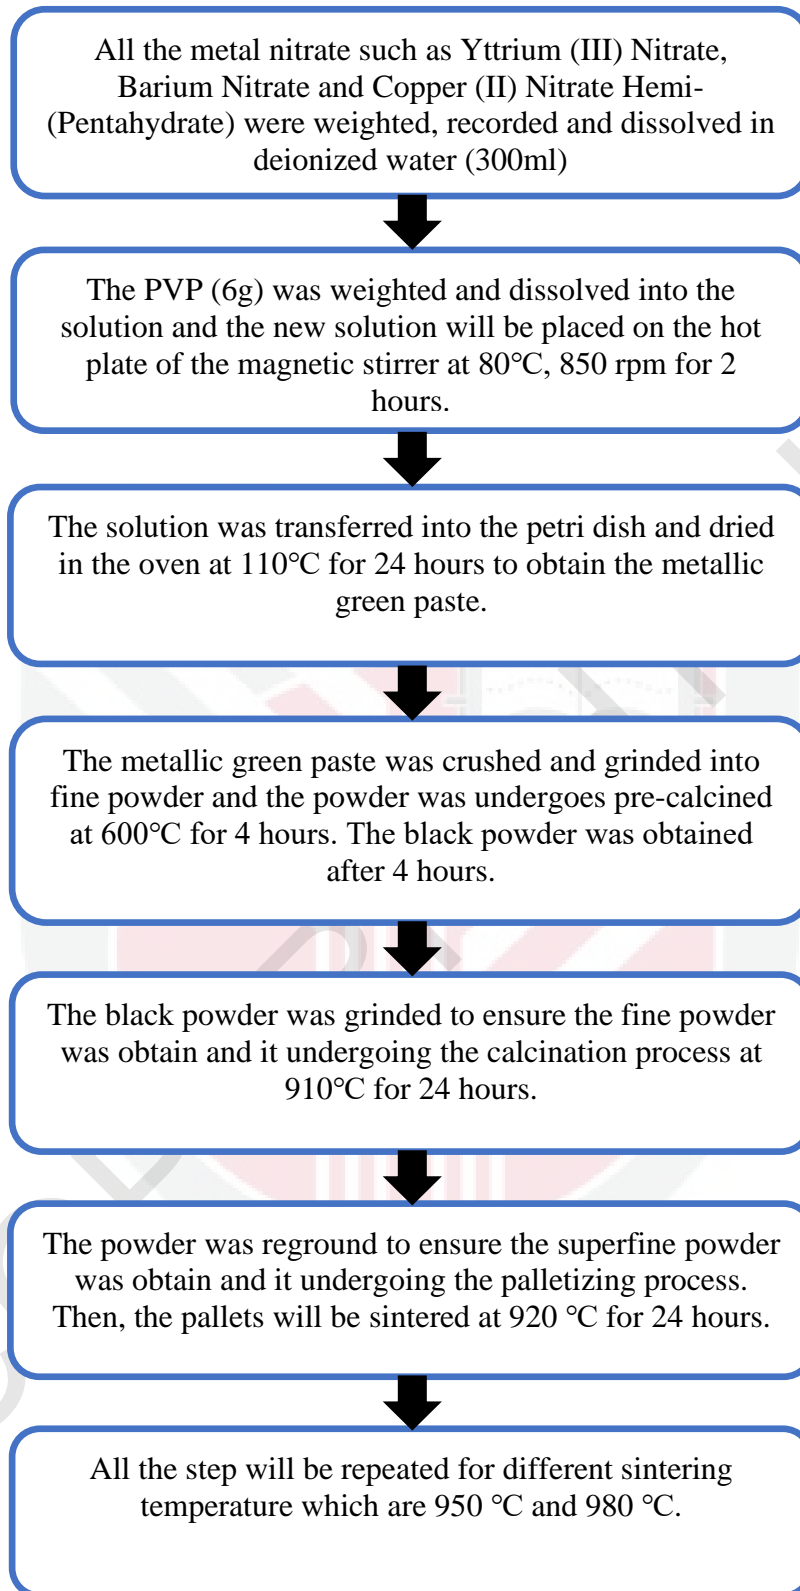 All the metal nitrate such as Yttrium (III) Nitrate,
Barium Nitrate and Copper (II) Nitrate Hemi-
(Pentahydrate) were weighted, recorded and dissolved in
deionized water (300ml)
The PVP (6g) was weighted and dissolved into the
solution and the new solution will be placed on the hot
plate of the magnetic stirrer at 80℃, 850 rpm for 2
hours.
The solution was transferred into the petri dish and dried
in the oven at 110℃ for 24 hours to obtain the metallic
green paste.
The metallic green paste was crushed and grinded into
fine powder and the powder was undergoes pre-calcined
at 600℃ for 4 hours. The black powder was obtained
after 4 hours.
The black powder was grinded to ensure the fine powder
was obtain and it undergoing the calcination process at
910℃ for 24 hours.
The powder was reground to ensure the superfine powder
was obtain and it undergoing the palletizing process.
Then, the pallets will be sintered at 920 ℃ for 24 hours.
All the step will be repeated for different sintering
temperature which are 950 ℃ and 980 ℃.